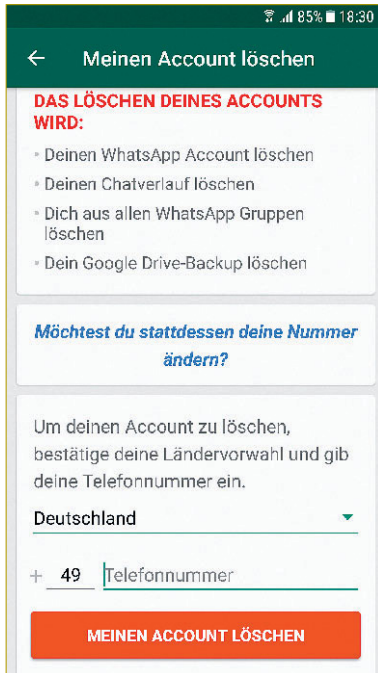 85% 18:30
← Meinen Account löschen
DAS LÖSCHEN DEINES ACCOUNTS
WIRD:
• Deinen WhatsApp Account löschen
• Deinen Chatverlauf löschen
• Dich aus allen WhatsApp Gruppen
löschen
• Dein Google Drive-Backup löschen
Möchtest du stattdessen deine Nummer
ändern?
Um deinen Account zu löschen,
bestätige deine Ländervorwahl und gib
deine Telefonnummer ein.
Deutschland
+ 49 Telefonnummer
MEINEN ACCOUNT LÖSCHEN